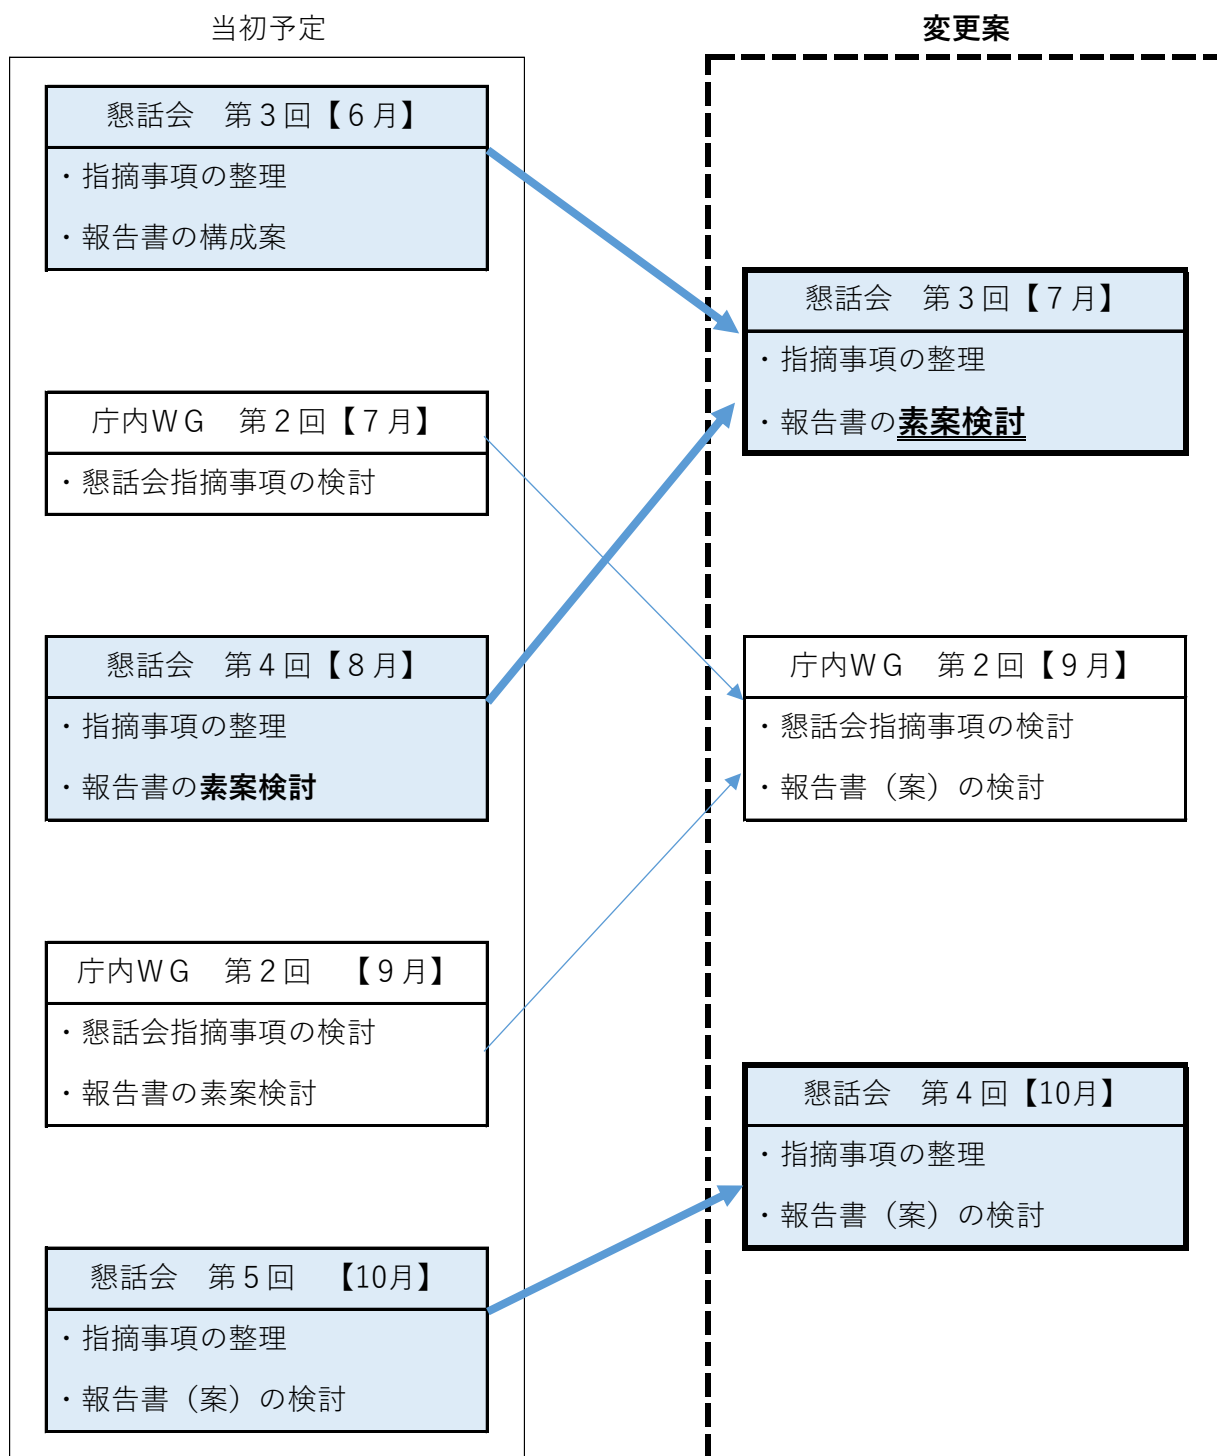 当初予定
懇話会　第３回【６月】
・指摘事項の整理
・報告書の構成案
庁内ＷＧ　第２回【７月】
・懇話会指摘事項の検討
懇話会　第４回【８月】
・指摘事項の整理
・報告書の素案検討
庁内ＷＧ　第２回　【９月】
・懇話会指摘事項の検討
・報告書の素案検討
懇話会　第５回　【10月】
・指摘事項の整理
・報告書（案）の検討
変更案
懇話会　第３回【７月】
・指摘事項の整理
・報告書の素案検討
庁内ＷＧ　第２回【９月】
・懇話会指摘事項の検討
・報告書（案）の検討
懇話会　第４回【10月】
・指摘事項の整理
・報告書（案）の検討